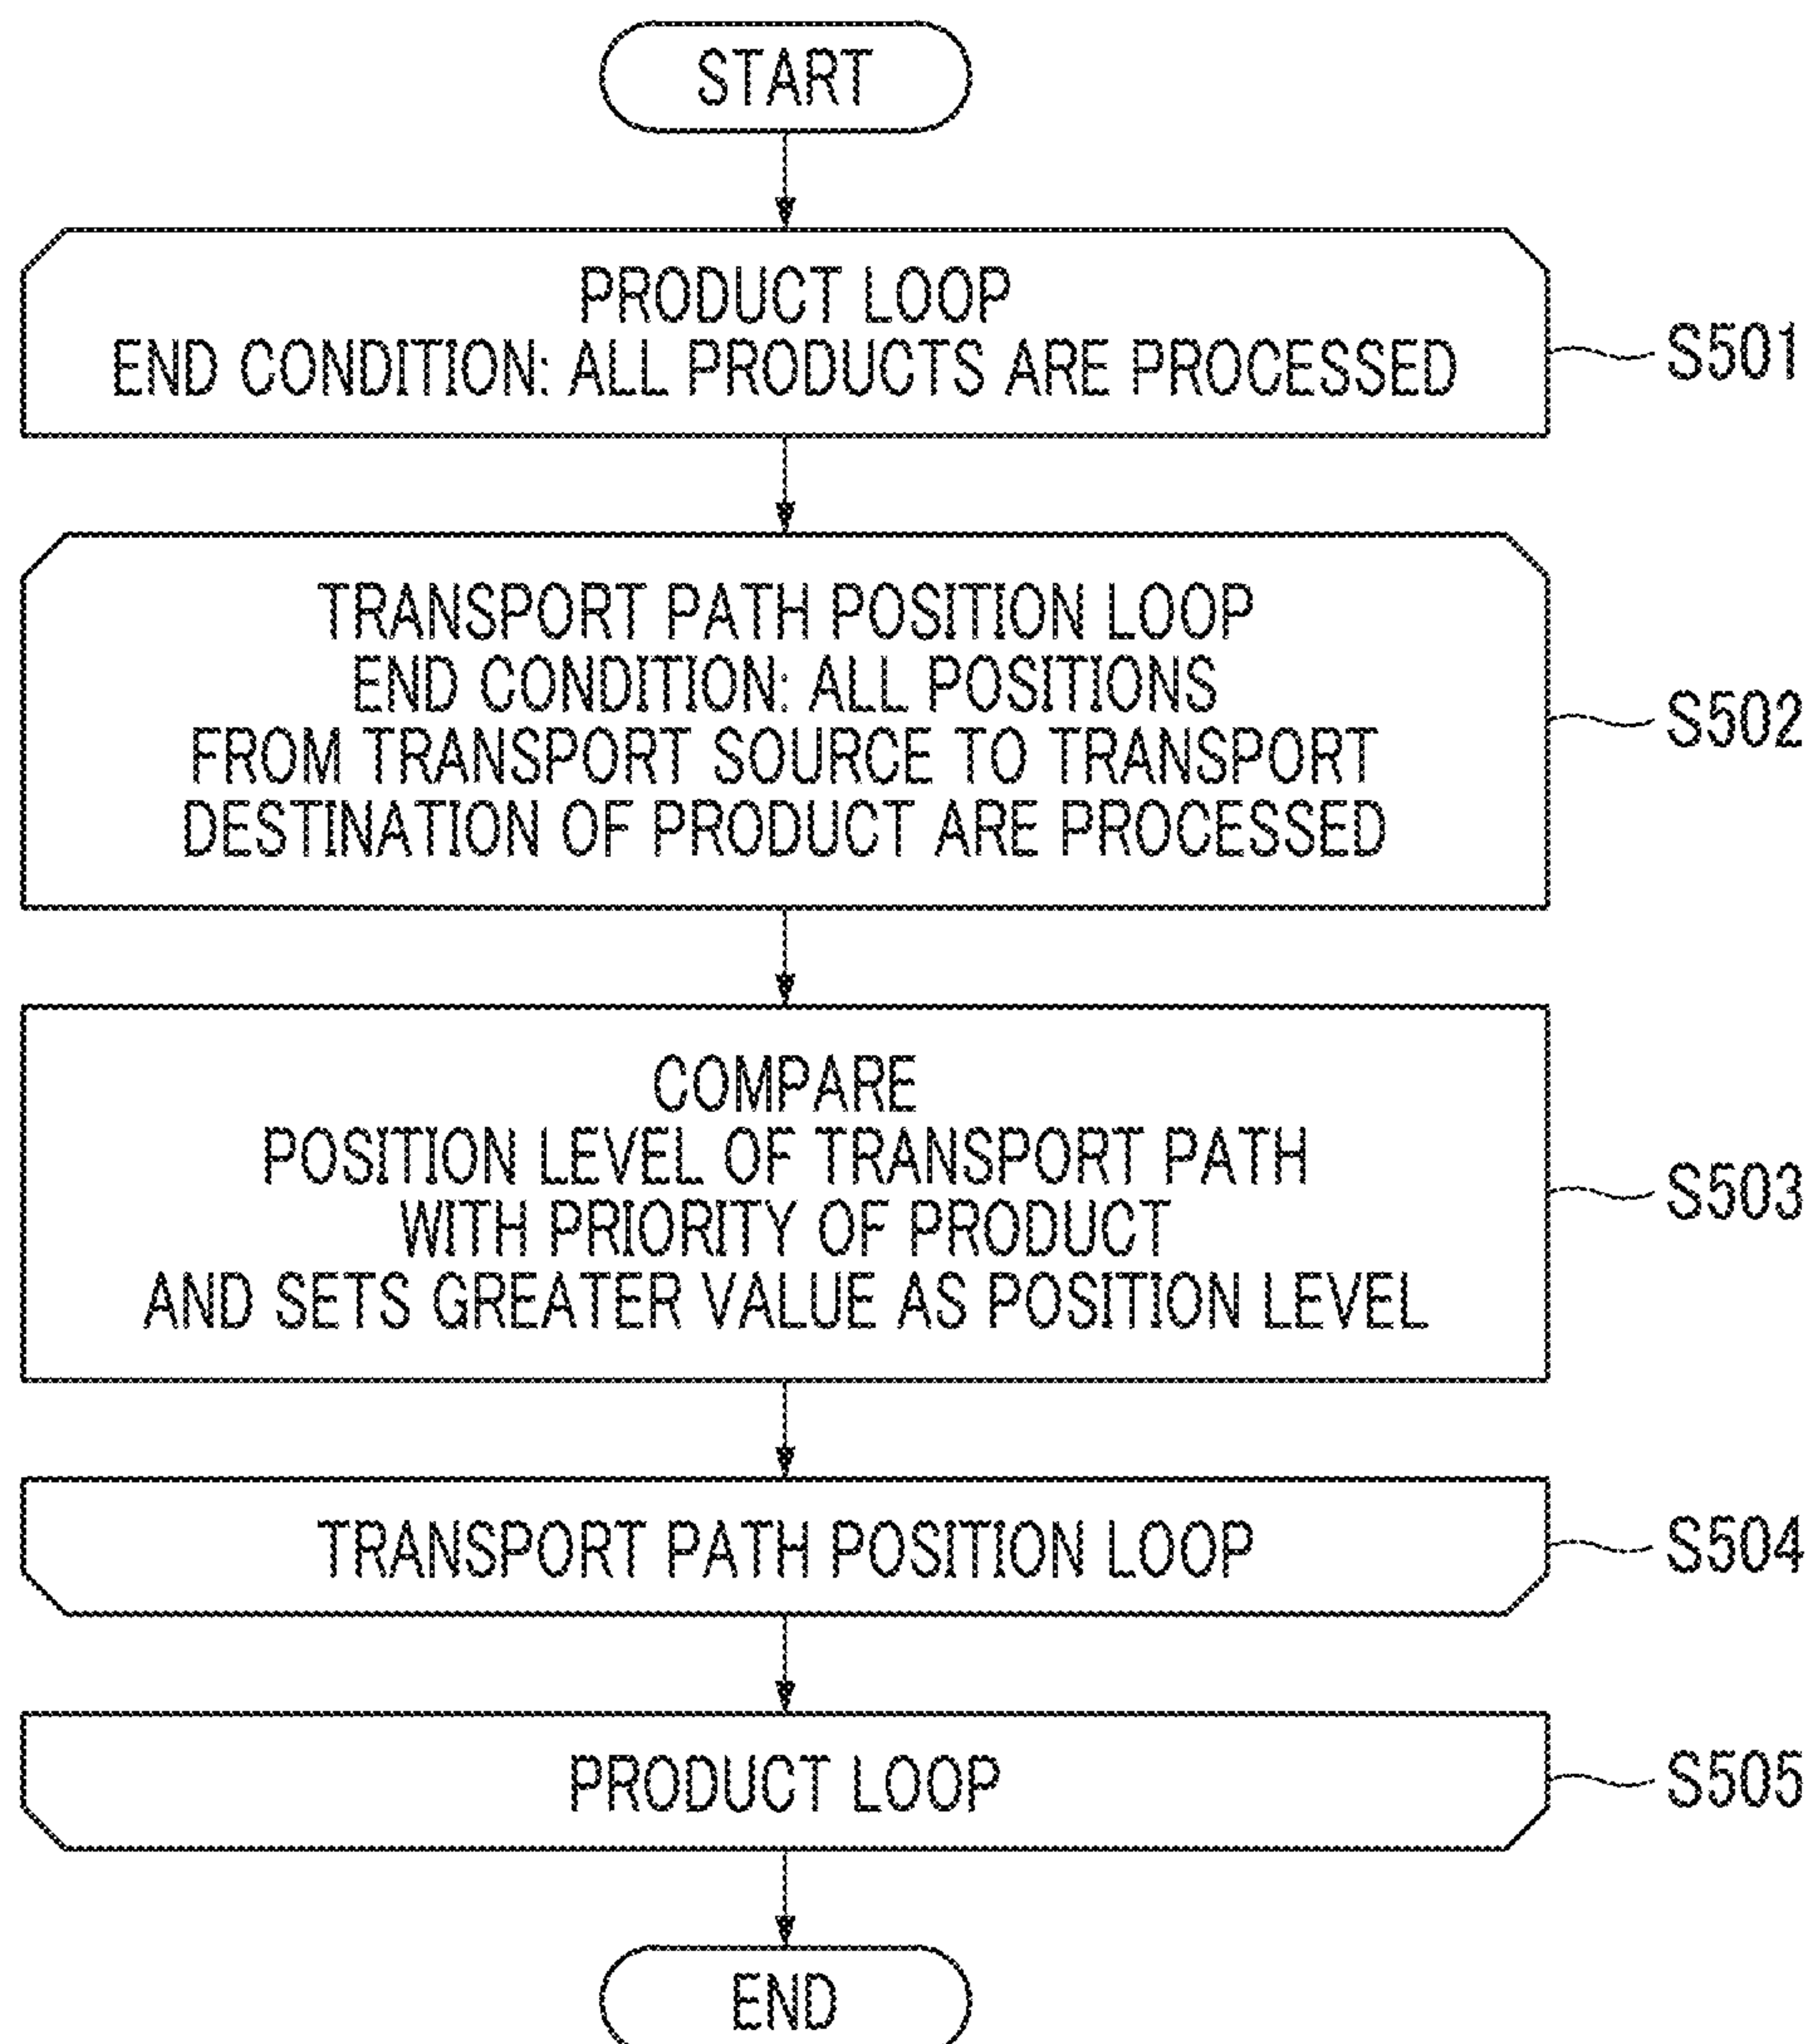 START
PRODUCT LOOP
END CONDITION: ALL PRODUCTS ARE PROCESSED
S501
TRANSPORT PATH POSITION LOOP
END CONDITION: ALL POSITIONS
FROM TRANSPORT SOURCE TO TRANSPORT
DESTINATION OF PRODUCT ARE PROCESSED
S502
COMPARE
POSITION LEVEL OF TRANSPORT PATH
WITH PRIORITY OF PRODUCT
AND SETS GREATER VALUE AS POSITION LEVEL
S503
TRANSPORT PATH POSITION LOOP
S504
PRODUCT LOOP
S505
END